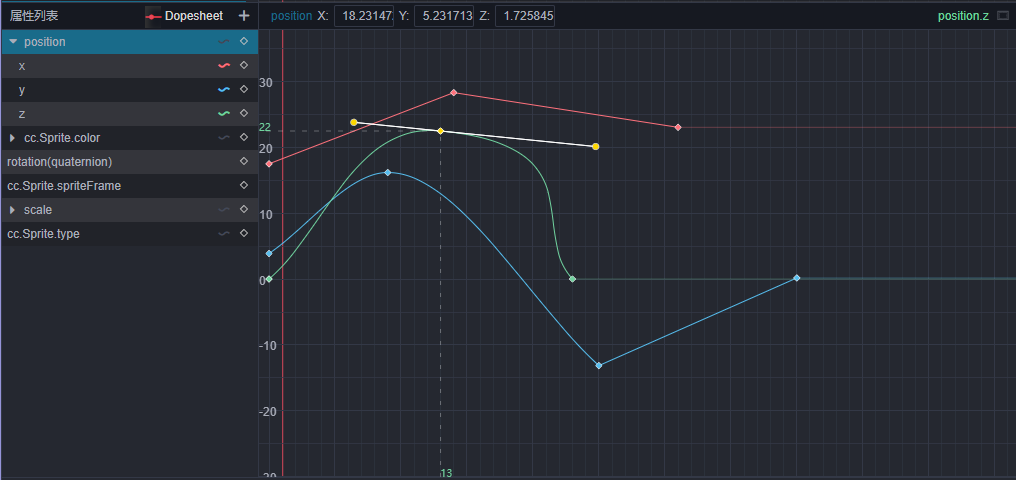 属性列表 Dopesheet position X: 18.23147 Y: 5.231713 Z: 1.725845 position.z
position
x
y
z
cc.Sprite.color
rotation(quaternion)
cc.Sprite.spriteFrame
scale
cc.Sprite.type
30
22
20
10
0
-10
-20
13